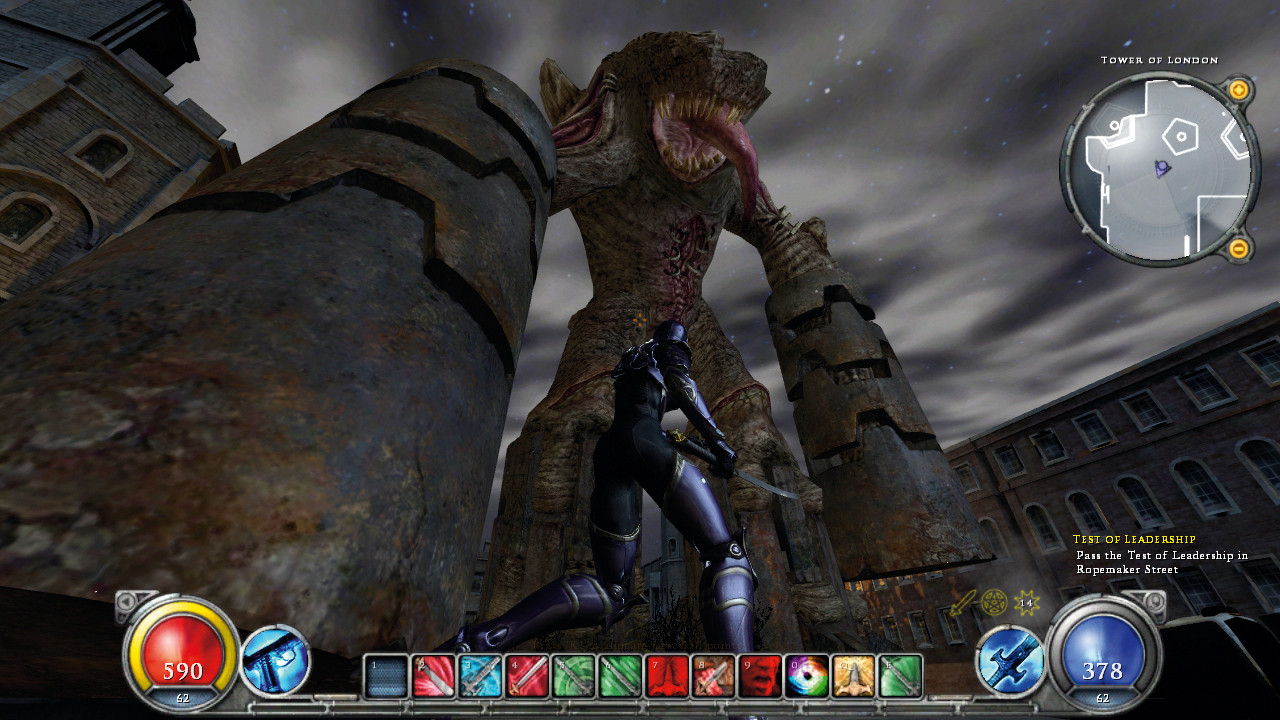 TOWER OF LONDON
TEST OF LEADERSHIP
Pass the Test of Leadership in
Ropemaker Street
14
590
62
1 2 3 4 5 6 7 8 9 0
378
62